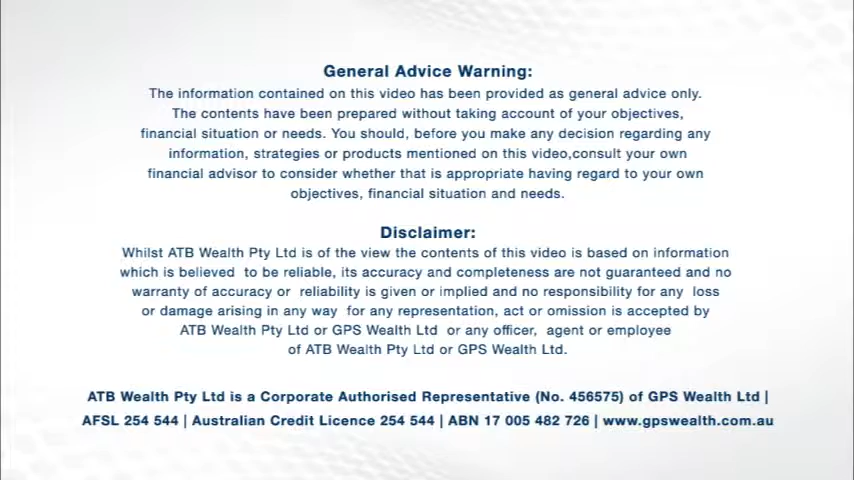 General Advice Warning:
The information contained on this video has been provided as general advice only.
The contents have been prepared without taking account of your objectives,
financial situation or needs. You should, before you make any decision regarding any
information, strategies or products mentioned on this video,consult your own
financial advisor to consider whether that is appropriate having regard to your own
objectives, financial situation and needs.
Disclaimer:
Whilst ATB Wealth Pty Ltd is of the view the contents of this video is based on information
which is believed to be reliable, its accuracy and completeness are not guaranteed and no
warranty of accuracy or reliability is given or implied and no responsibility for any loss
or damage arising in any way for any representation, act or omission is accepted by
ATB Wealth Pty Ltd or GPS Wealth Ltd or any officer, agent or employee
of ATB Wealth Pty Ltd or GPS Wealth Ltd.
ATB Wealth Pty Ltd is a Corporate Authorised Representative (No. 456575) of GPS Wealth Ltd |
AFSL 254 544 | Australian Credit Licence 254 544 | ABN 17 005 482 726 | www.gpswealth.com.au